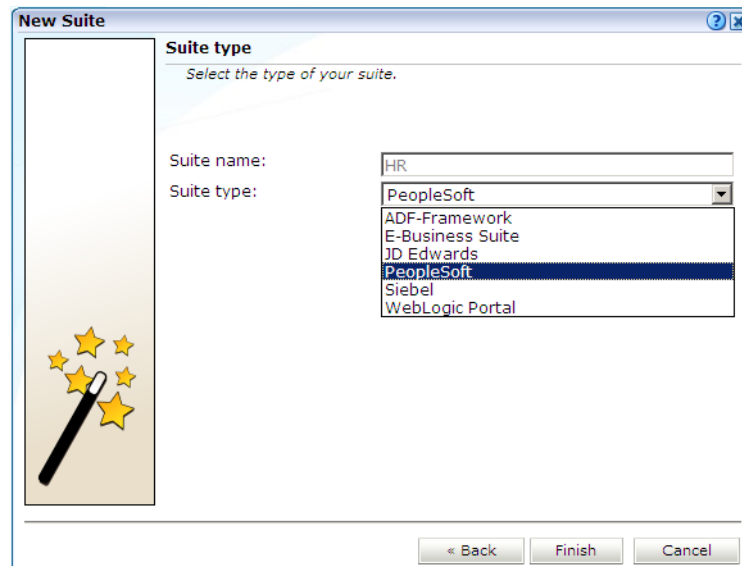 New Suite
?
Suite type
Select the type of your suite.
Suite name: HR
Suite type: PeopleSoft
ADF-Framework
E-Business Suite
JD Edwards
PeopleSoft
Siebel
WebLogic Portal
« Back Finish Cancel